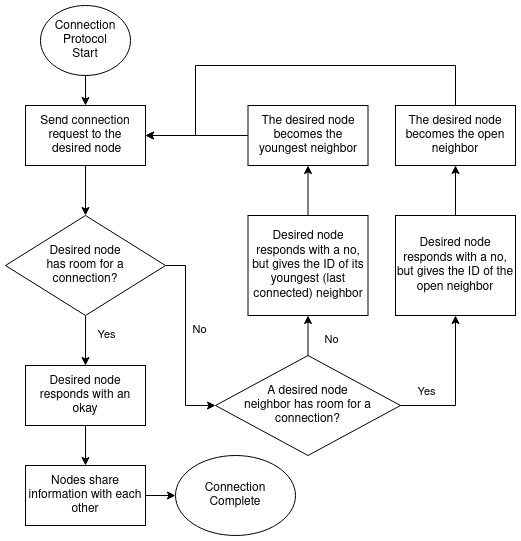 Connection
Protocol
Start
Send connection
request to the
desired node
The desired node
becomes the
youngest neighbor
The desired node
becomes the open
neighbor
Desired node
has room for a
connection?
Desired node
responds with a no,
but gives the ID of its
youngest (last
connected) neighbor
Desired node
responds with a no,
but gives the ID of the
open neighbor
Yes
No
No
Desired node
responds with an
okay
A desired node
neighbor has room for a
connection?
Yes
Nodes share
information with each
other
Connection
Complete